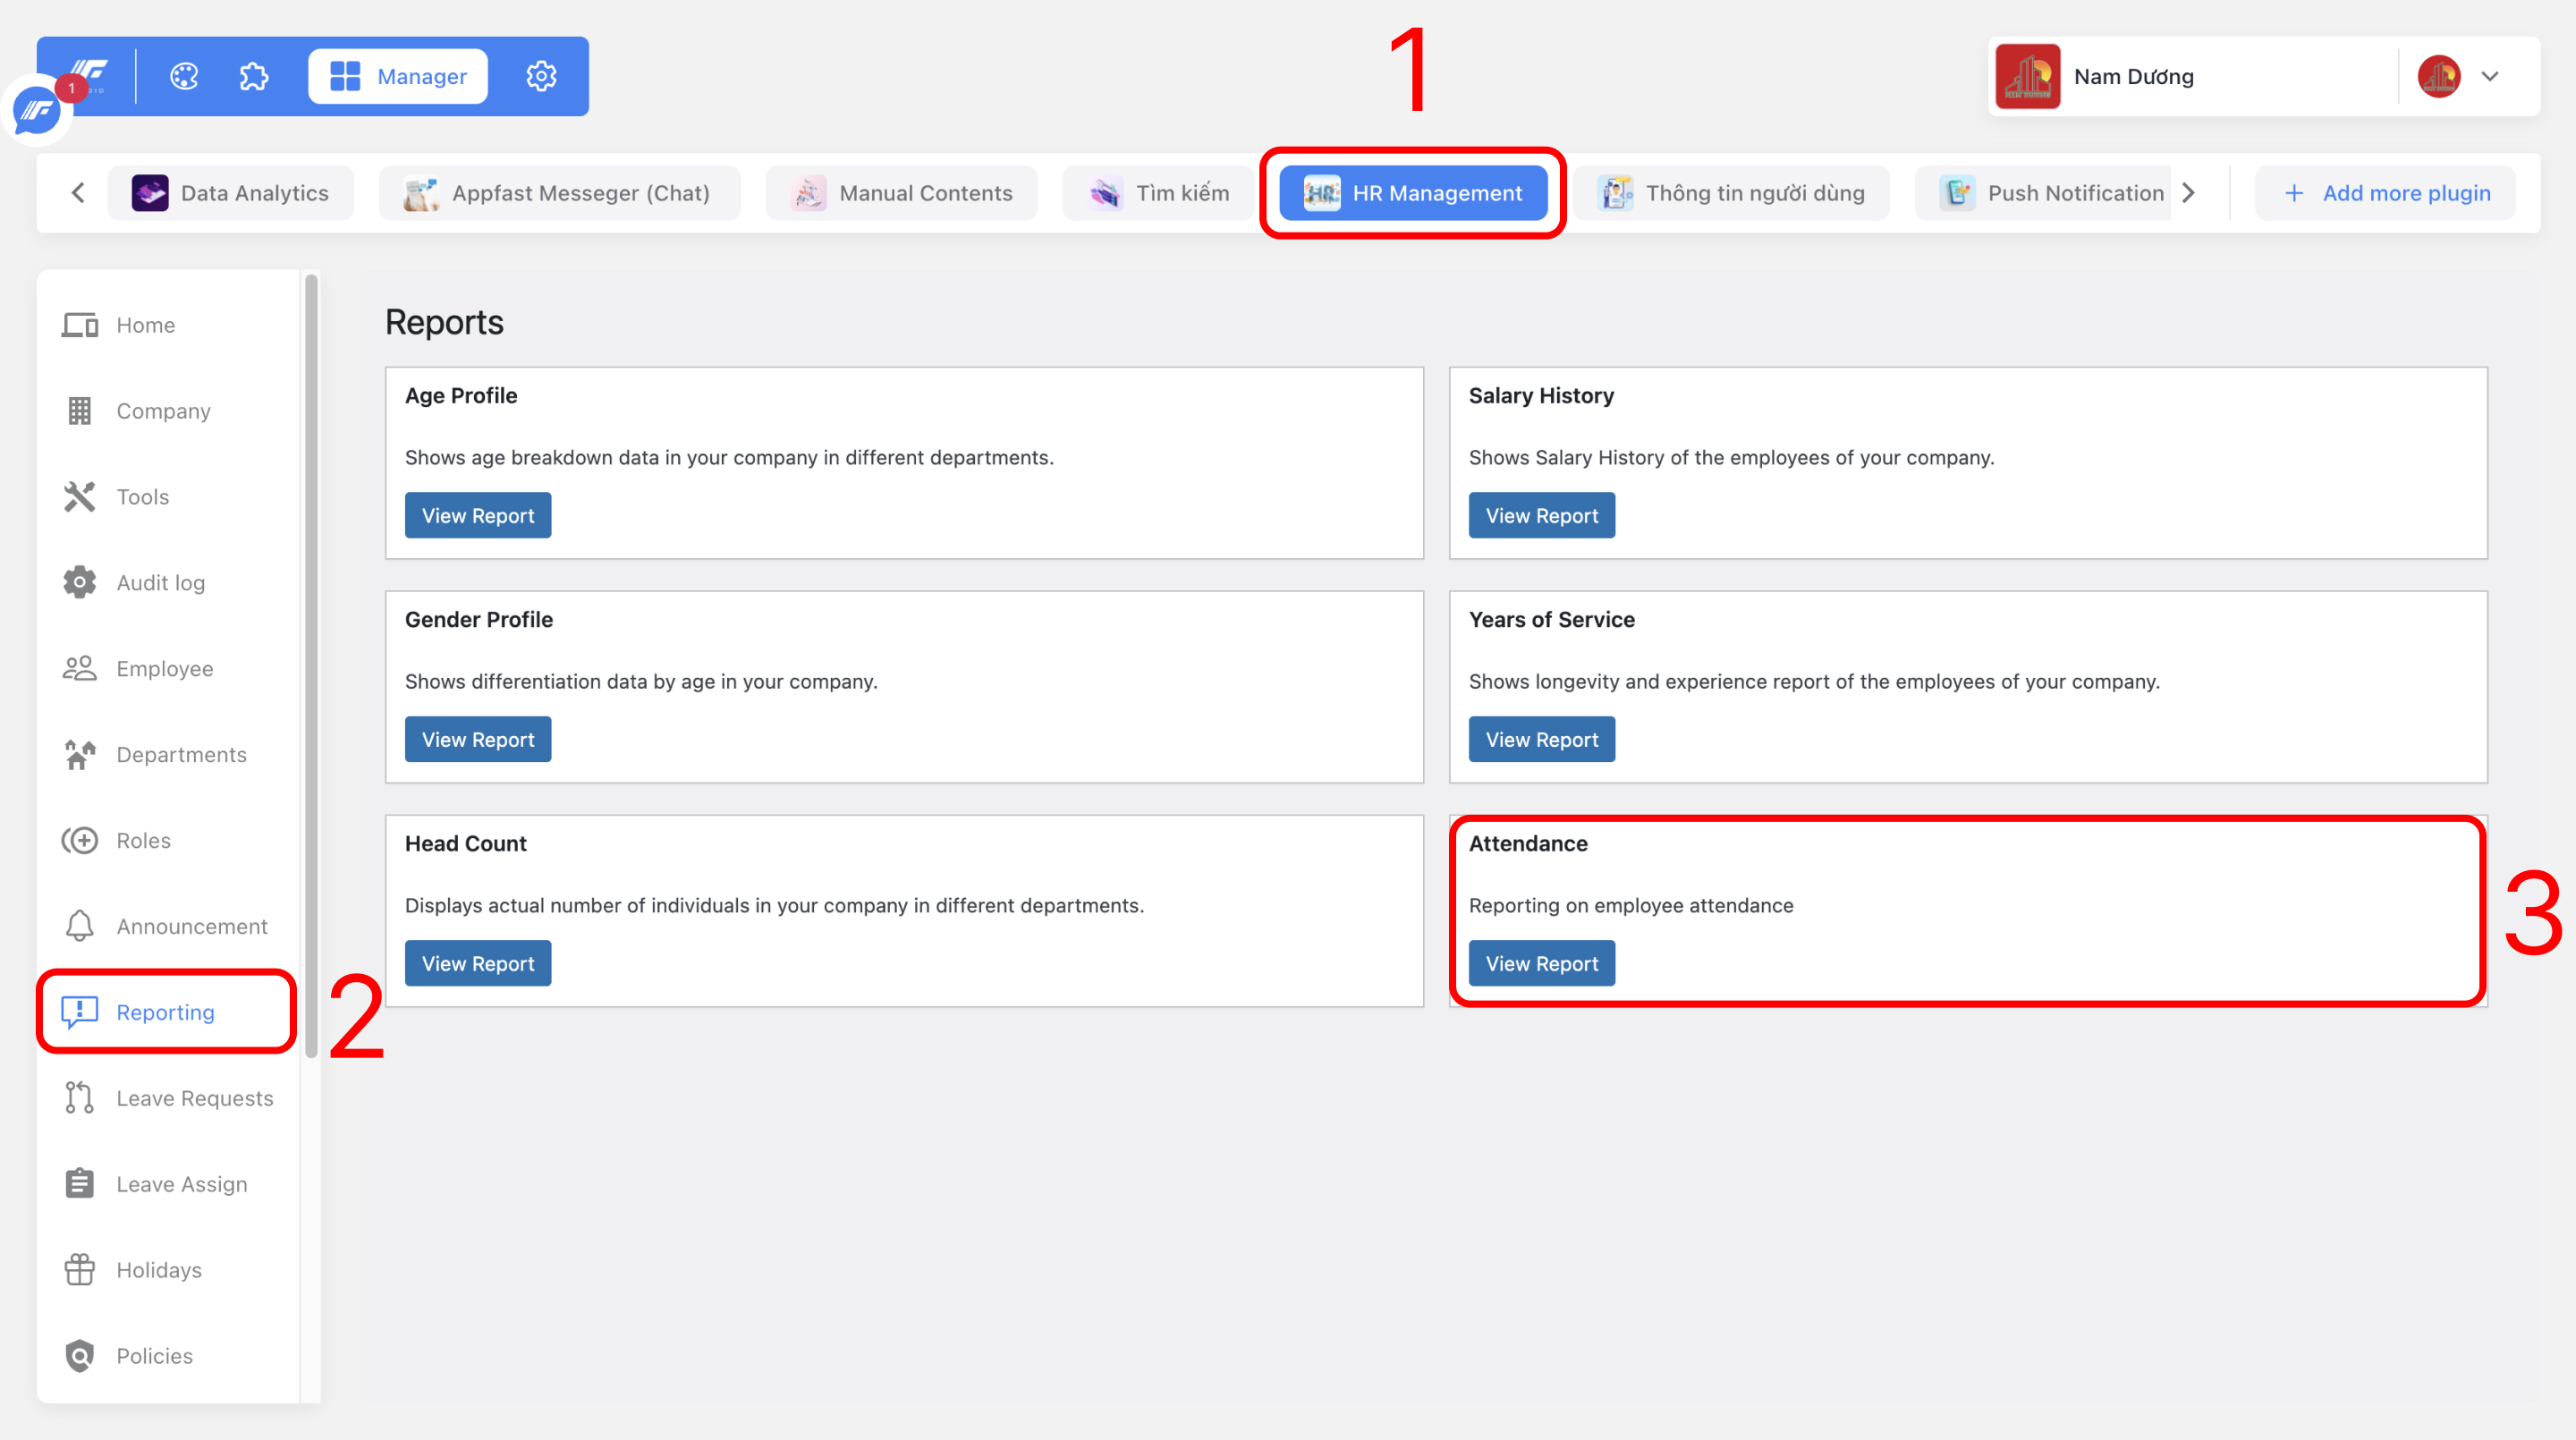 1
Manager
Nam Dương
1
Data Analytics
Appfast Messeger (Chat)
Manual Contents
Tìm kiếm
HR Management
Thông tin người dùng
Push Notification
+ Add more plugin
Home
Company
Tools
Audit log
Employee
Departments
Roles
Announcement
Reporting
2
Leave Requests
Leave Assign
Holidays
Policies
Reports
Age Profile
Shows age breakdown data in your company in different departments.
View Report
Salary History
Shows Salary History of the employees of your company.
View Report
Gender Profile
Shows differentiation data by age in your company.
View Report
Years of Service
Shows longevity and experience report of the employees of your company.
View Report
Head Count
Displays actual number of individuals in your company in different departments.
View Report
Attendance
Reporting on employee attendance
View Report
3